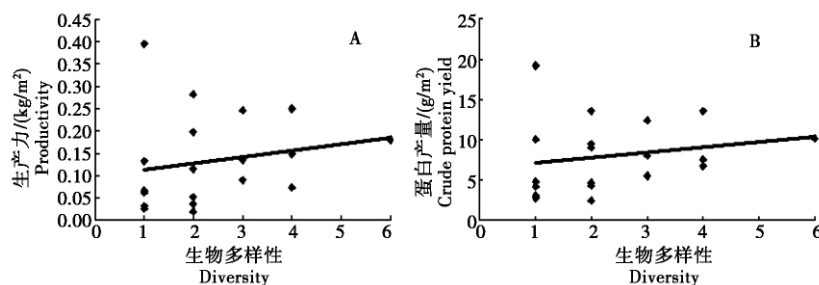 A
生产力/(kg/m²)
Productivity
0.45
0.40
0.35
0.30
0.25
0.20
0.15
0.10
0.05
0.00
0 1 2 3 4 5 6
生物多样性
Diversity
B
蛋白产量/(g/m²)
Crude protein yield
25
20
15
10
5
0
0 1 2 3 4 5 6
生物多样性
Diversity